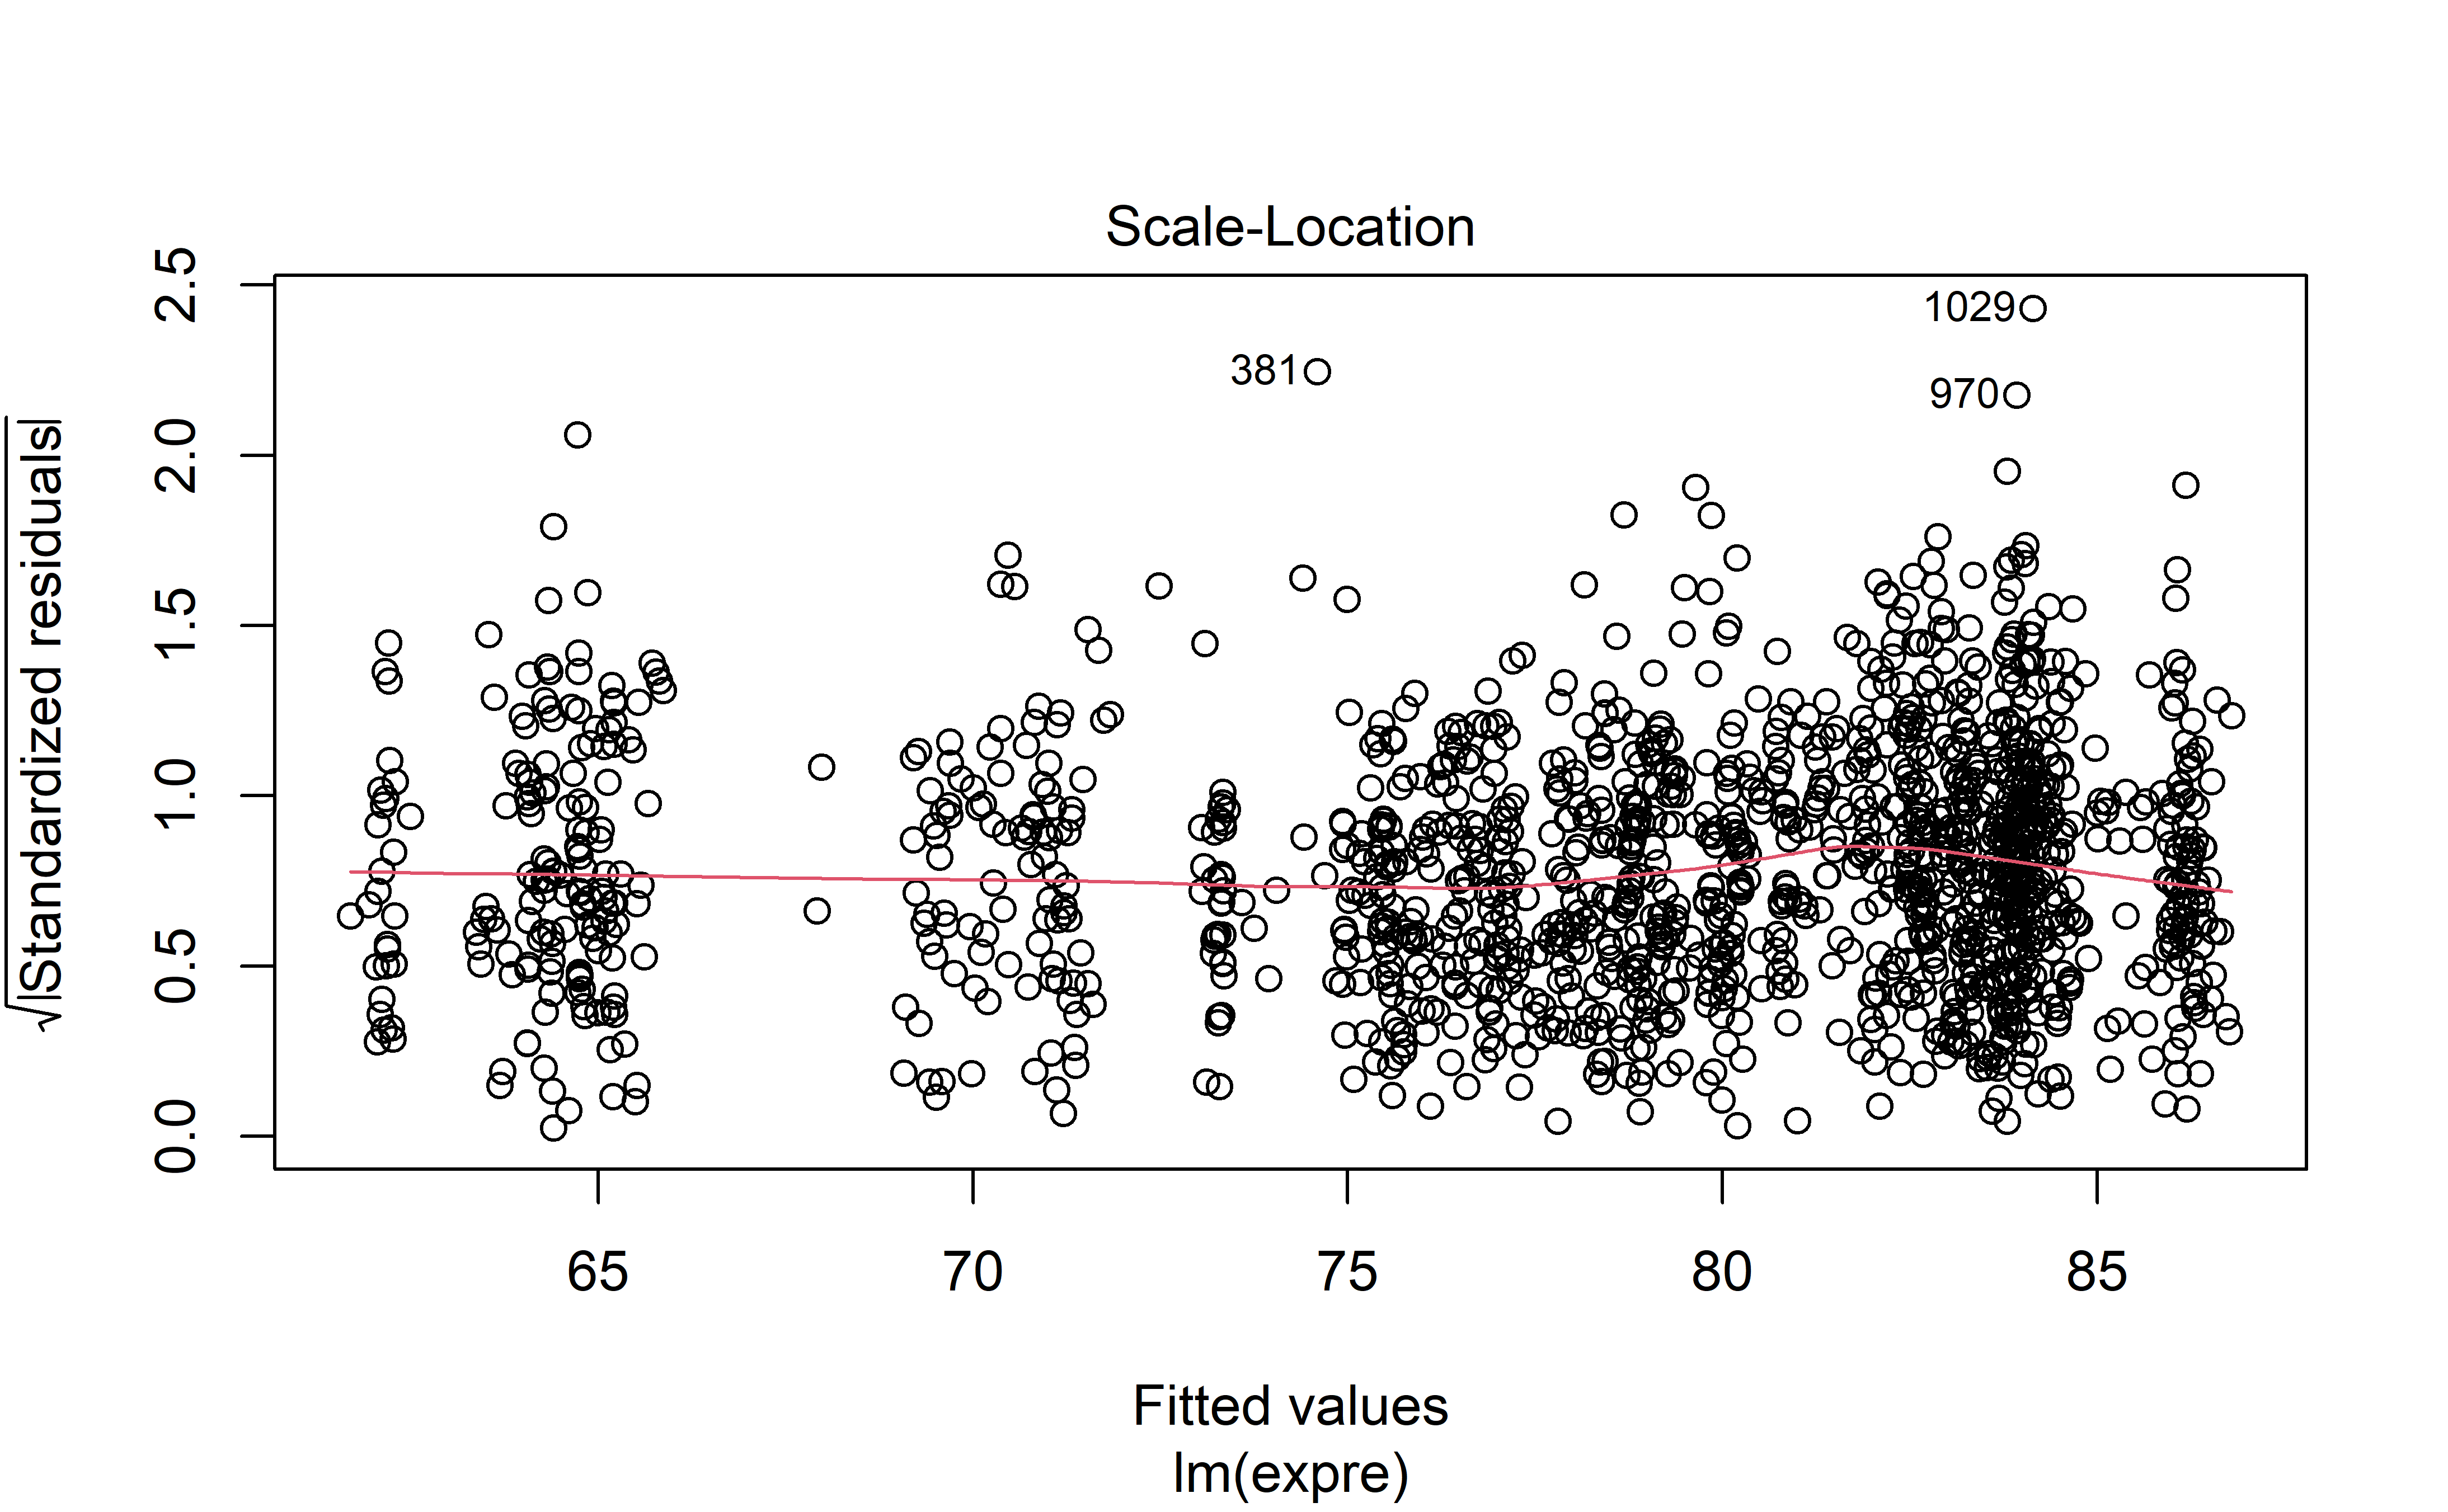 Scale-Location
√|Standardized residuals|
2.5
2.0
1.5
1.0
0.5
0.0
1029
381
970
65 70 75 80 85
Fitted values
lm(expre)